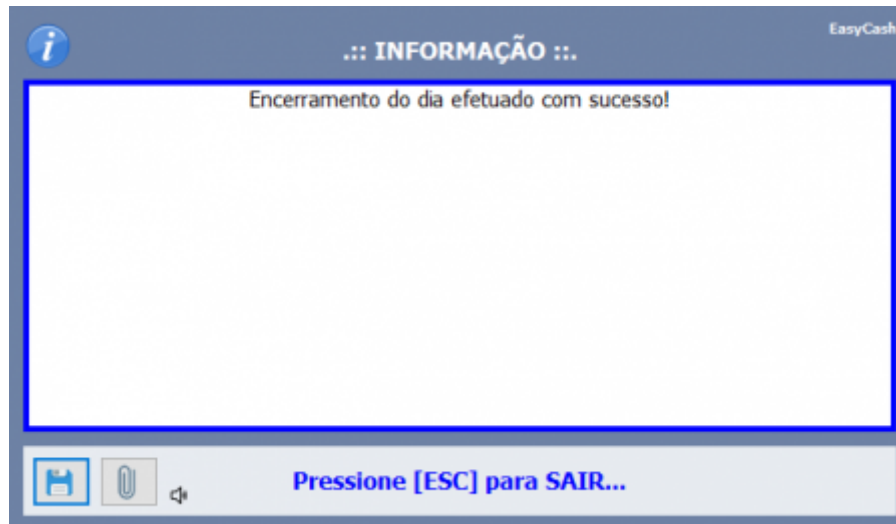 EasyCash
.:: INFORMAÇÃO ::.
Encerramento do dia efetuado com sucesso!
Pressione [ESC] para SAIR...